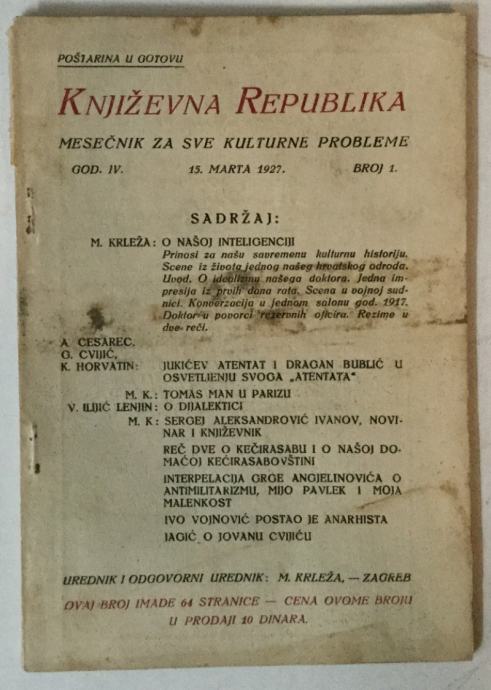 POŠTARINA U GOTOVU
KNJIŽEVNA REPUBLIKA
MESEČNIK ZA SVE KULTURNE PROBLEME
GOD. IV. 15. MARTA 1927. BROJ 1.
SADRŽAJ:
M. KRLEŽA: O NAŠOJ INTELIGENCIJI
Prinosi za našu savremenu kulturnu historiju.
Scene iz života jednog našeg hrvatskog odroda.
Uvod. O idealizmu našega doktora. Jedna im-
presija iz prvih dana rata. Scena u vojnoj sud-
nici. Konverzacija u jednom salonu god. 1917.
Doktor u povorci rezervnih oficira. Rezime u
dve reči.
A. CESAREC,
G. CVIJIĆ,
K. HORVATIN: JUKIĆEV ATENTAT I DRAGAN BUBLIĆ U
OSVETLJENJU SVOGA „ATENTATA“
M. K.: TOMAS MAN U PARIZU
V. ILIJIĆ LENJIN: O DIJALEKTICI
M. K: SERGEJ ALEKSANDROVIĆ IVANOV, NOVI-
NAR I KNJIŽEVNIK
REČ DVE O KEČIRASABU I O NAŠOJ DO-
MAĆOJ KEĆIRASABOVŠTINI
INTERPELACIJA GRGE ANGJELINOVIĆA O
ANTIMILITARIZMU, MIJO PAVLEK I MOJA
MALENKOST
IVO VOJNOVIĆ POSTAO JE ANARHISTA
JAGIĆ O JOVANU CVIJIĆU
UREDNIK I ODGOVORNI UREDNIK: M. KRLEŽA, — ZAGREB
OVAJ BROJ IMADE 64 STRANICE — CENA OVOME BROJU
U PRODAJI 10 DINARA.